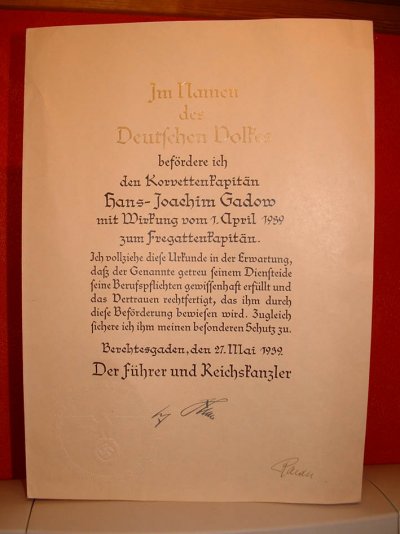 Im Namen
des
Deutschen Volkes
befördere ich
den Korvettenkapitän
Hans-Joachim Gadow
mit Wirkung vom 1. April 1939
zum Fregattenkapitän.
Ich vollziehe diese Urkunde in der Erwartung,
daß der Genannte getreu seinem Diensteide
seine Berufspflichten gewissenhaft erfüllt und
das Vertrauen rechtfertigt, das ihm durch
diese Beförderung bewiesen wird. Zugleich
sichere ich ihm meinen besonderen Schutz zu.
Berchtesgaden, den 27. Mai 1939.
Der Führer und Reichskanzler
Raeder